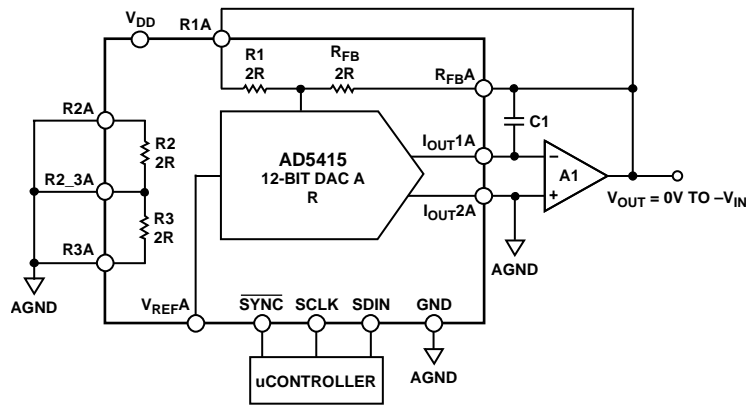 VDD
R1A
R1
2R
RFB
2R
RFBA
R2A
R2
2R
C1
AD5415
12-BIT DAC A
R
IOUT1A
A1
R2_3A
R3
2R
IOUT2A
VOUT = 0V TO –VIN
R3A
AGND
AGND
VREFA
SYNC
SCLK
SDIN
GND
uCONTROLLER
AGND
−
+